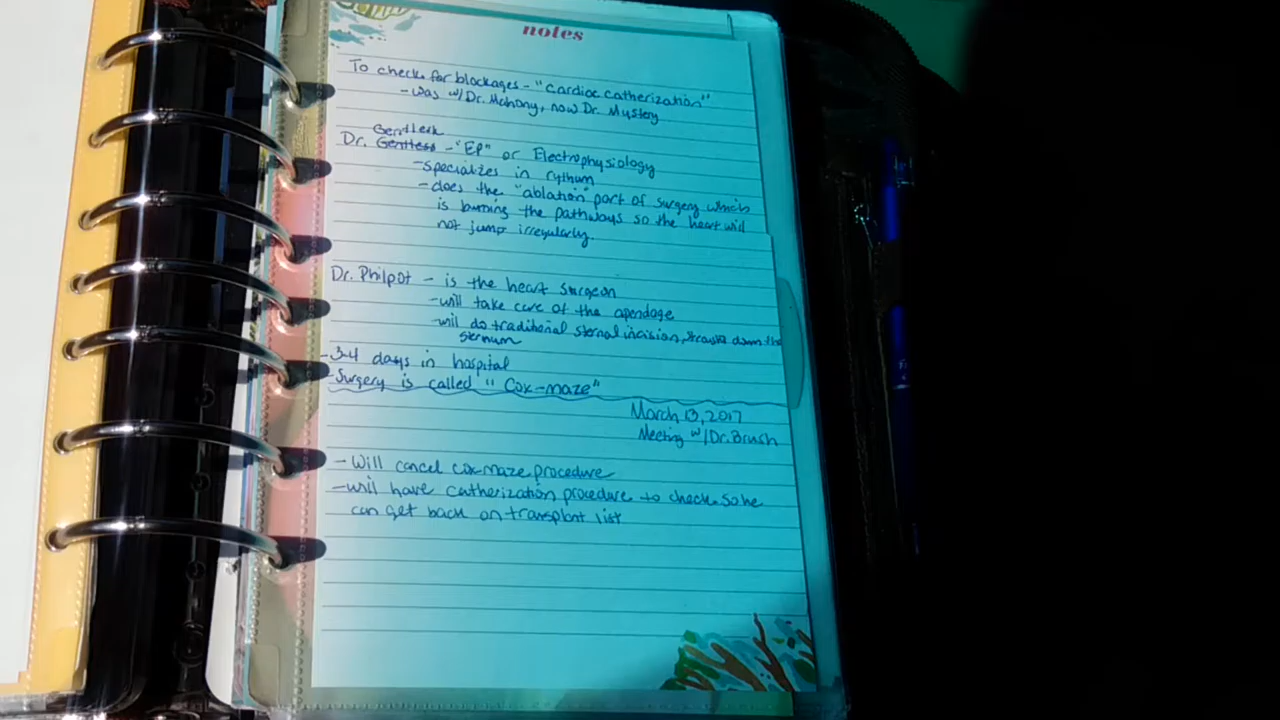 notes
To check for blockages - "cardiac catherization"
- was w/Dr. Mahony, now Dr. Mystery
Dr. Gentless - "EP" or Electrophysiology
- specializes in rythum
- does the "ablation" part of surgery which
is burning the pathways so the heart will
not jump irregularly.
Dr. Philpot - is the heart surgeon
- will take care of the apendage
- will do traditional sternal incision, straight down the
sternum
- 3-4 days in hospital
- Surgery is called "Cox-maze"
March 13, 2017
Meeting w/Dr. Brush
- Will cancel cox maze procedure
- will have catherization procedure to check so he
can get back on transplant list